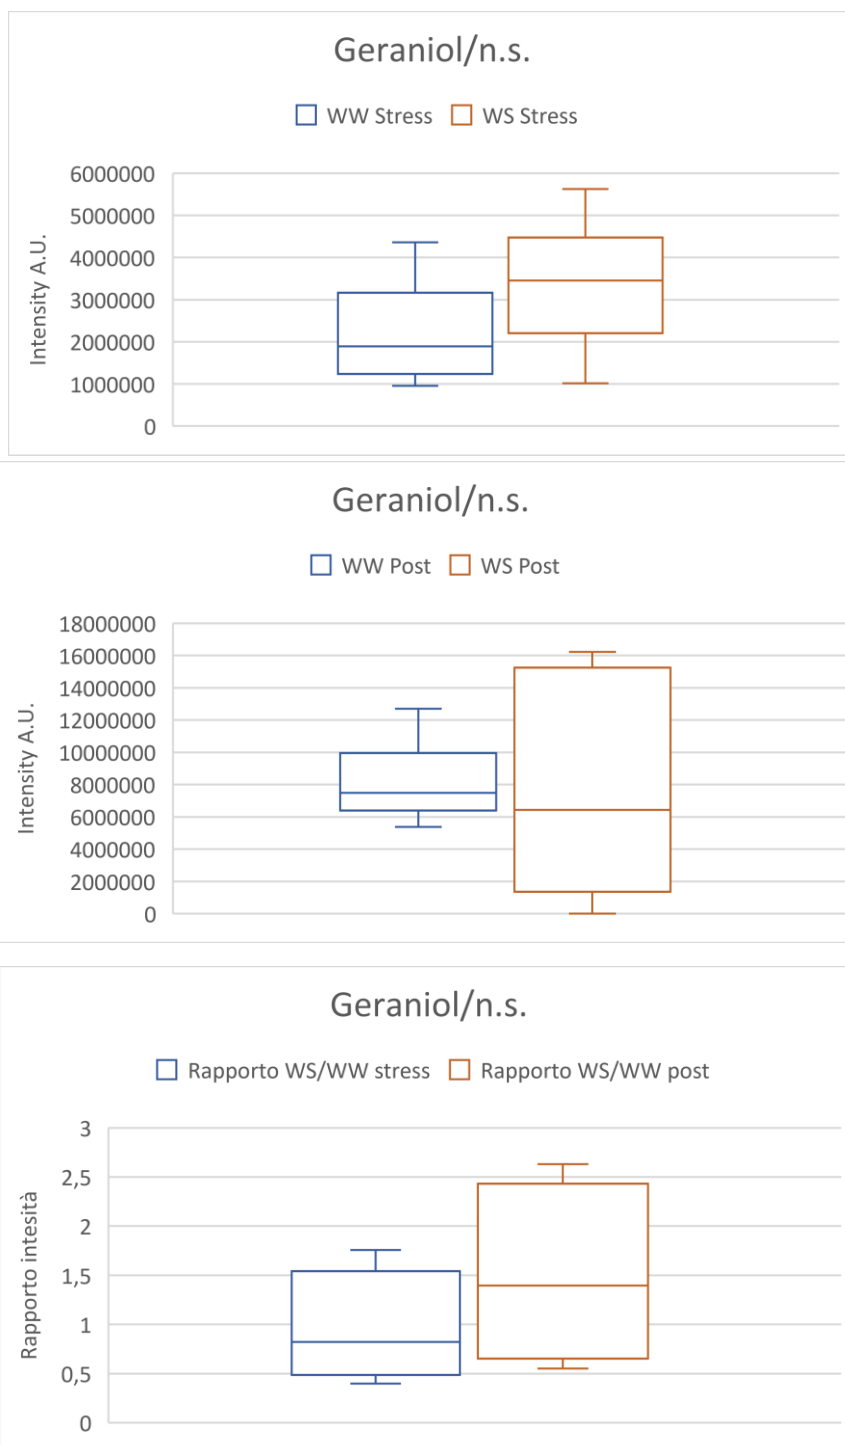 Geraniol/n.s.
WW Stress WS Stress
6000000
5000000
4000000
3000000
2000000
1000000
0
Intensity A.U.
Geraniol/n.s.
WW Post WS Post
18000000
16000000
14000000
12000000
10000000
8000000
6000000
4000000
2000000
0
Intensity A.U.
Geraniol/n.s.
Rapporto WS/WW stress Rapporto WS/WW post
3
2,5
2
1,5
1
0,5
0
Rapporto intesità